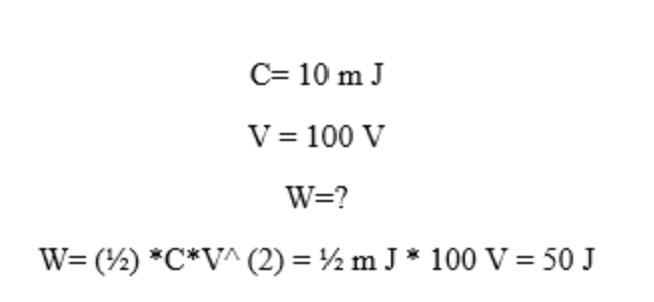 C= 10 m J
V = 100 V
W=?
W= (½) *C*V^ (2) = ½ m J * 100 V = 50 J